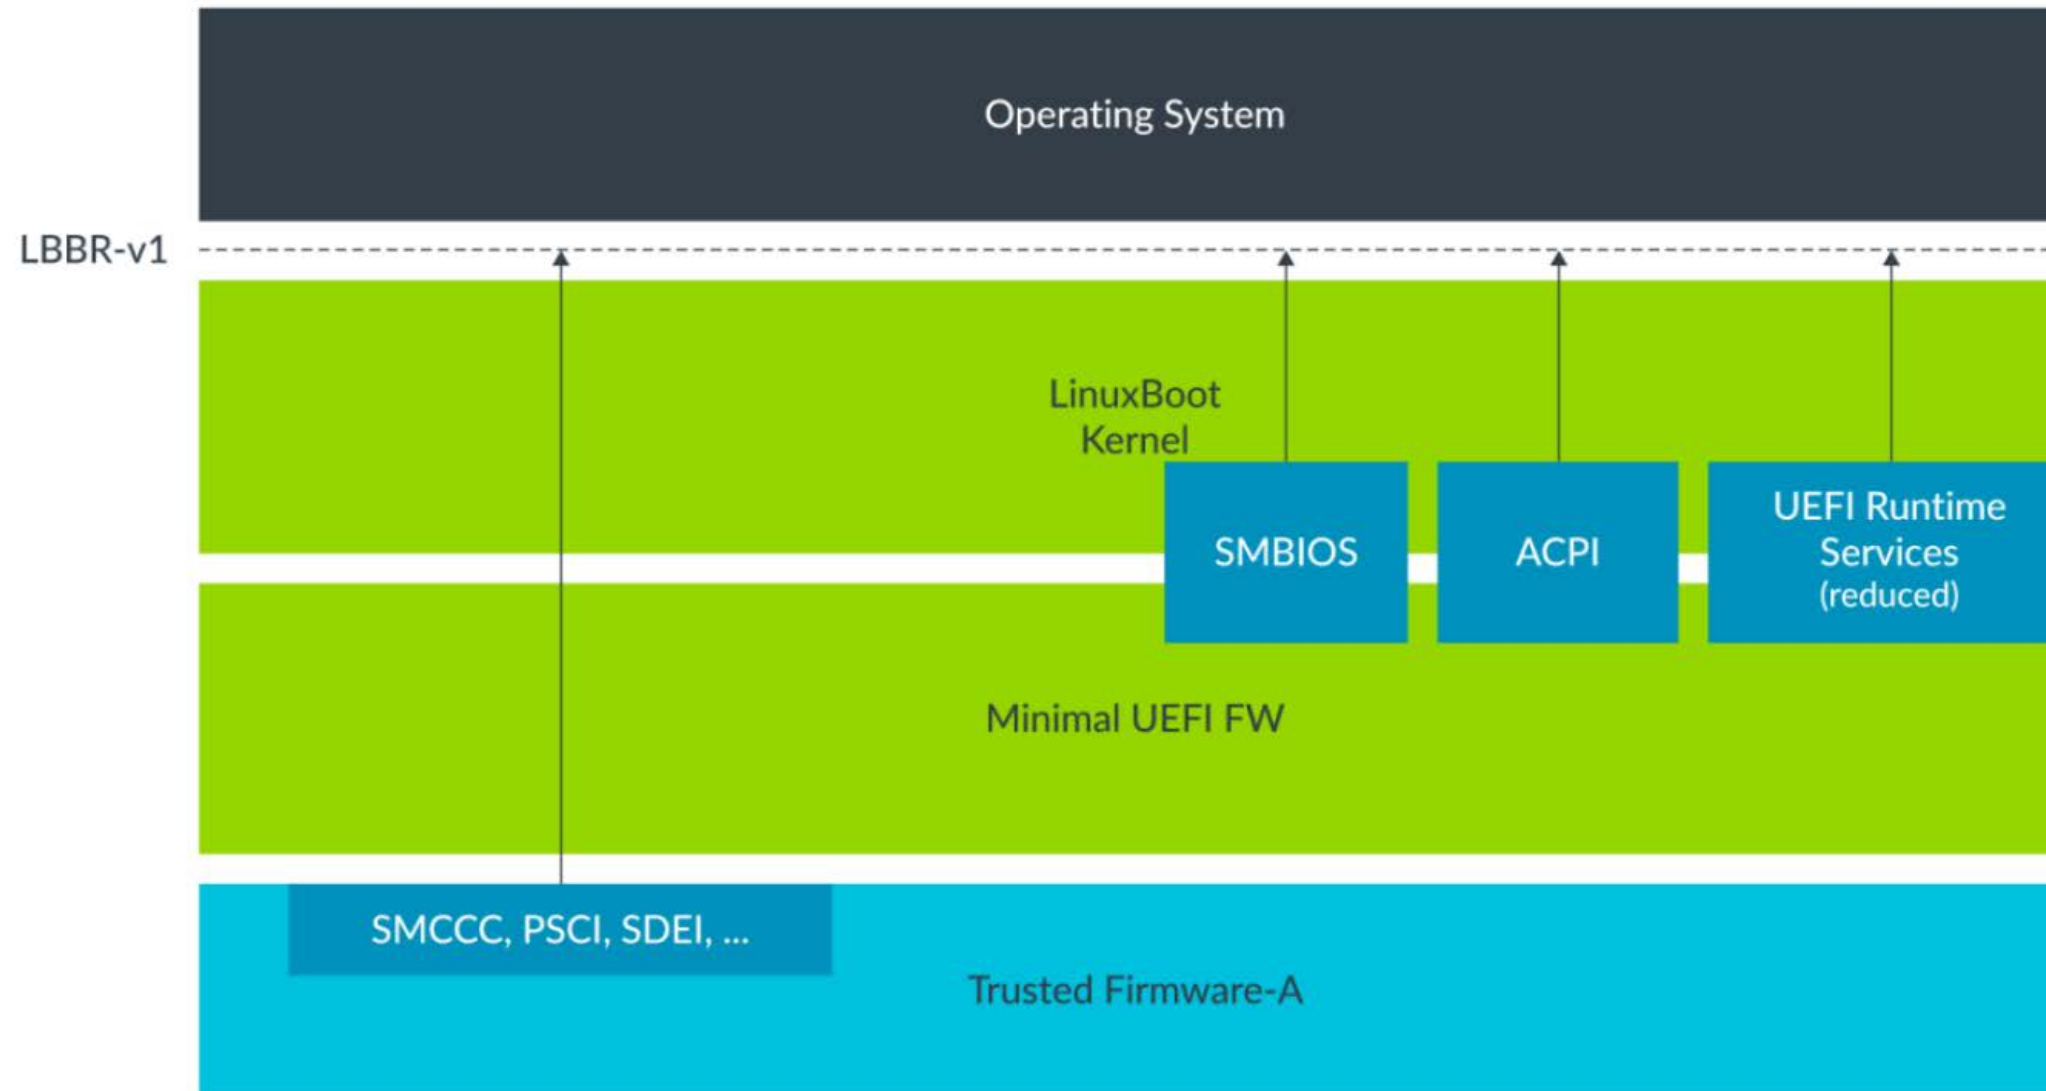 Operating System
LBBR-v1
LinuxBoot
Kernel
SMBIOS
ACPI
UEFI Runtime
Services
(reduced)
Minimal UEFI FW
SMCCC, PSCI, SDEI, ...
Trusted Firmware-A